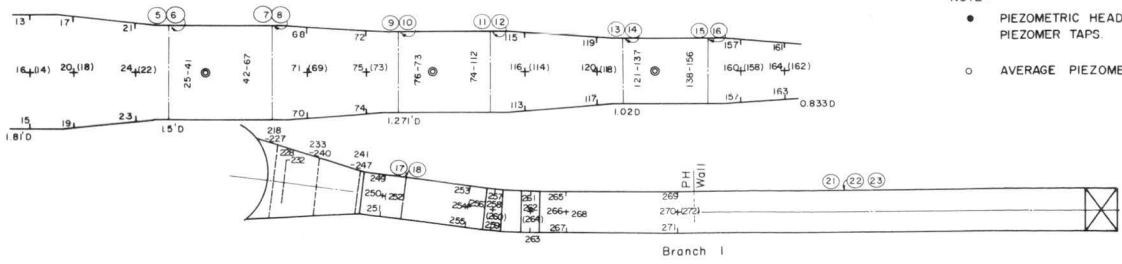 NOTE
● PIEZOMETRIC HEAD
PIEZOMER TAPS.
○ AVERAGE PIEZOME
13 17 21 5 6 7 8 68 72 9 10 11 12 115 119 13 14 15 16 157 161
16 (14) 20 (18) 24 (22) 25-41 42-67 71 (69) 75 (73) 76-73 74-112 116 (114) 120 (118) 121-137 138-156 160 (158) 164 (162)
15 19 23 70 74 113 117 157 163
1.81'D 1.5'D 1.271'D 1.02D 0.833D
218
-227
228
-232
233
-240
241
-247
17 18
249 253 257 261 265 269
250 (252) 254 (256) 258 (260) 262 (264) 266 268 270 (272)
251 255 259 263 267 271
PH Wall
21 22 23
Branch 1